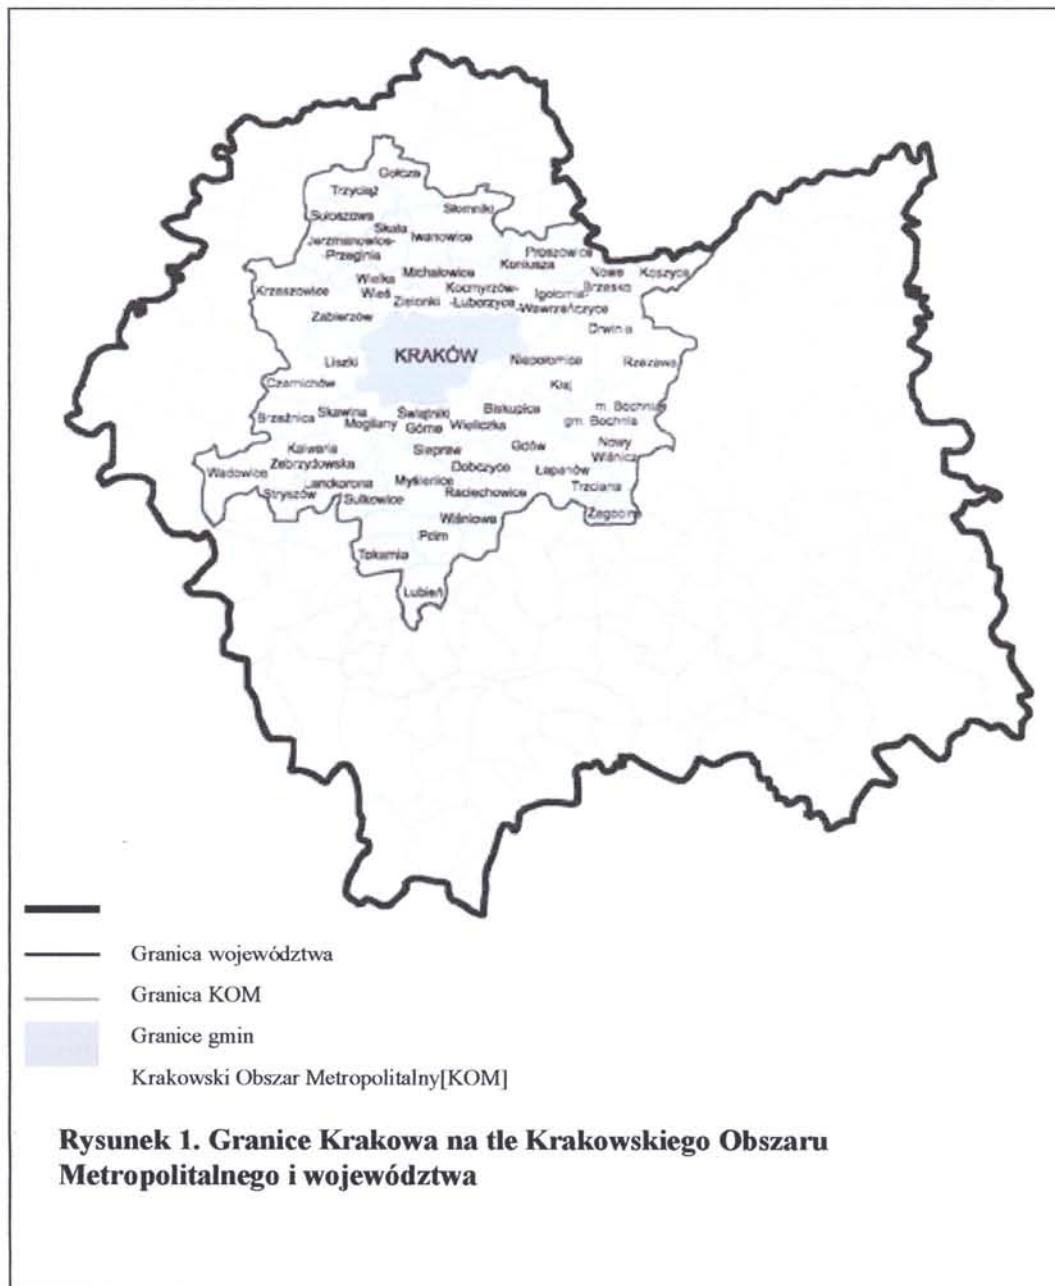 Gołcza
Trzyciąż
Słomniki
Sułoszowa
Skała
Iwanowice
Jerzmanowice-
-Przeginia
Proszowice
Koniusza
Michałowice
Nowe
Brzesko
Koszyce
Wielka
Wieś
Krzeszowice
Kocmyrzów-
-Luborzyca
Igołomia-
-Wawrzeńczyce
Zielonki
Zabierzów
Drwinia
KRAKÓW
Liszki
Niepołomice
Rzezawa
Czernichów
Kłaj
Brzeźnica
Skawina
Mogilany
Świątniki
Górne
Biskupice
Wieliczka
m. Bochnia
gm. Bochnia
Kalwaria
Zebrzydowska
Siepraw
Gdów
Nowy
Wiśnicz
Wadowice
Dobczyce
Łapanów
Lanckorona
Myślenice
Stryszów
Sułkowice
Raciechowice
Trzciana
Żegocina
Wiśniowa
Pcim
Tokarnia
Lubień
Granica województwa
Granica KOM
Granice gmin
Krakowski Obszar Metropolitalny[KOM]
Rysunek 1. Granice Krakowa na tle Krakowskiego Obszaru
Metropolitalnego i województwa